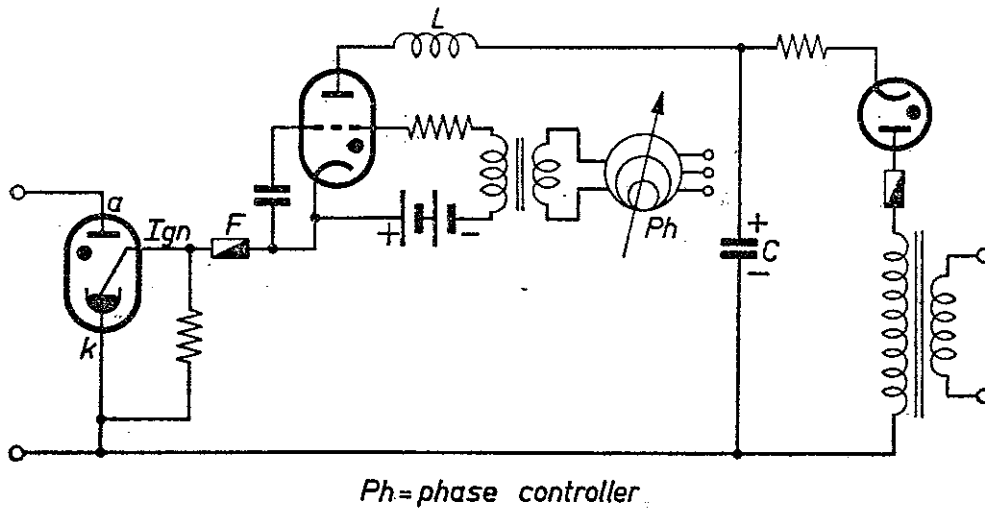 L
a
Ign
F
+ -
Ph
+
C
-
k
Ph = phase controller